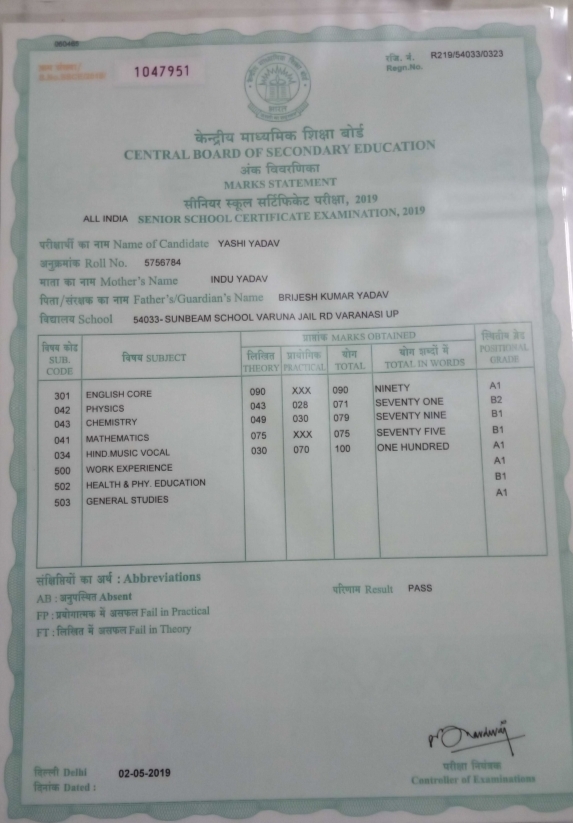 060485
1047951
रजि. नं.
Regn.No. R219/54033/0323
केन्द्रीय माध्यमिक शिक्षा बोर्ड
CENTRAL BOARD OF SECONDARY EDUCATION
अंक विवरणिका
MARKS STATEMENT
सीनियर स्कूल सर्टिफिकेट परीक्षा, 2019
ALL INDIA SENIOR SCHOOL CERTIFICATE EXAMINATION, 2019
परीक्षार्थी का नाम Name of Candidate YASHI YADAV
अनुक्रमांक Roll No. 5756784
माता का नाम Mother's Name INDU YADAV
पिता/संरक्षक का नाम Father's/Guardian's Name BRIJESH KUMAR YADAV
विद्यालय School 54033- SUNBEAM SCHOOL VARUNA JAIL RD VARANASI UP
विषय कोड SUB. CODE
विषय SUBJECT
प्राप्तांक MARKS OBTAINED
लिखित THEORY
प्रायोगिक PRACTICAL
योग TOTAL
योग शब्दों में TOTAL IN WORDS
स्थितीय ग्रेड POSITIONAL GRADE
301 ENGLISH CORE 090 XXX 090 NINETY A1
042 PHYSICS 043 028 071 SEVENTY ONE B2
043 CHEMISTRY 049 030 079 SEVENTY NINE B1
041 MATHEMATICS 075 XXX 075 SEVENTY FIVE B1
034 HIND.MUSIC VOCAL 030 070 100 ONE HUNDRED A1
500 WORK EXPERIENCE A1
502 HEALTH & PHY. EDUCATION B1
503 GENERAL STUDIES A1
संक्षिप्तियों का अर्थ : Abbreviations
AB : अनुपस्थित Absent
परिणाम Result PASS
FP : प्रयोगात्मक में असफल Fail in Practical
FT : लिखित में असफल Fail in Theory
दिल्ली Delhi 02-05-2019
दिनांक Dated :
परीक्षा नियंत्रक
Controller of Examinations